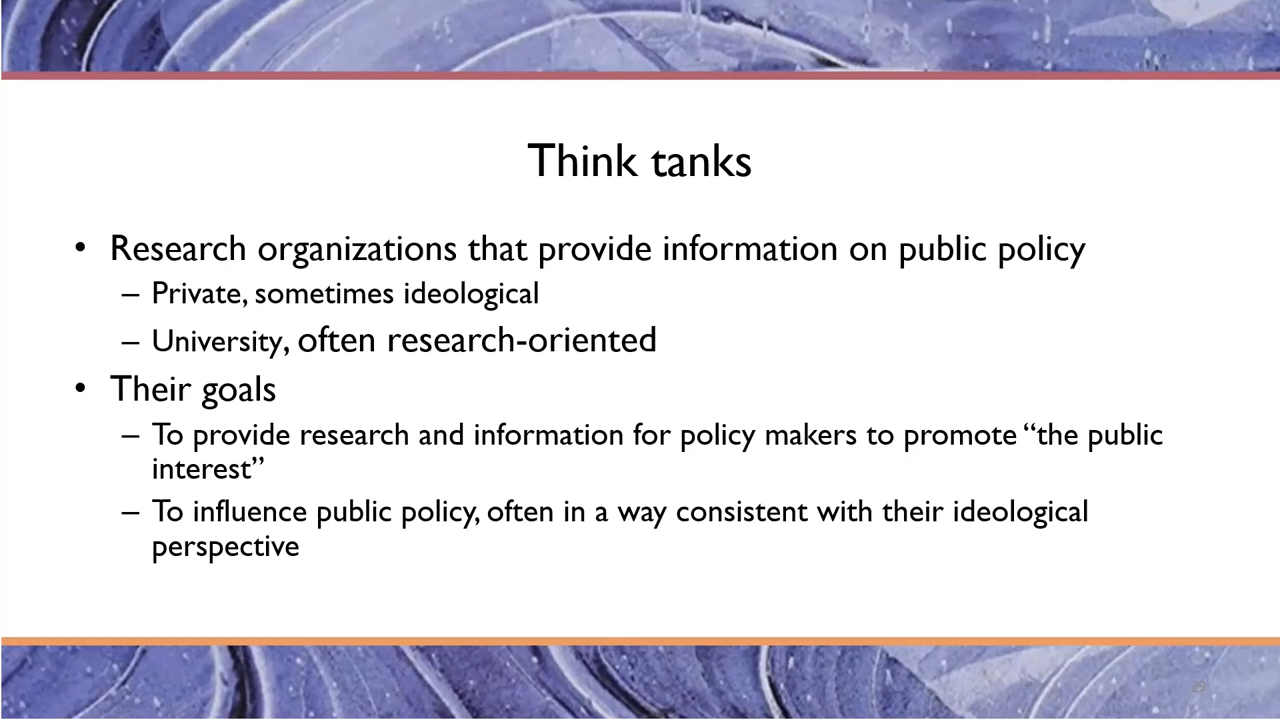 Think tanks
• Research organizations that provide information on public policy
– Private, sometimes ideological
– University, often research-oriented
• Their goals
– To provide research and information for policy makers to promote “the public
interest”
– To influence public policy, often in a way consistent with their ideological
perspective